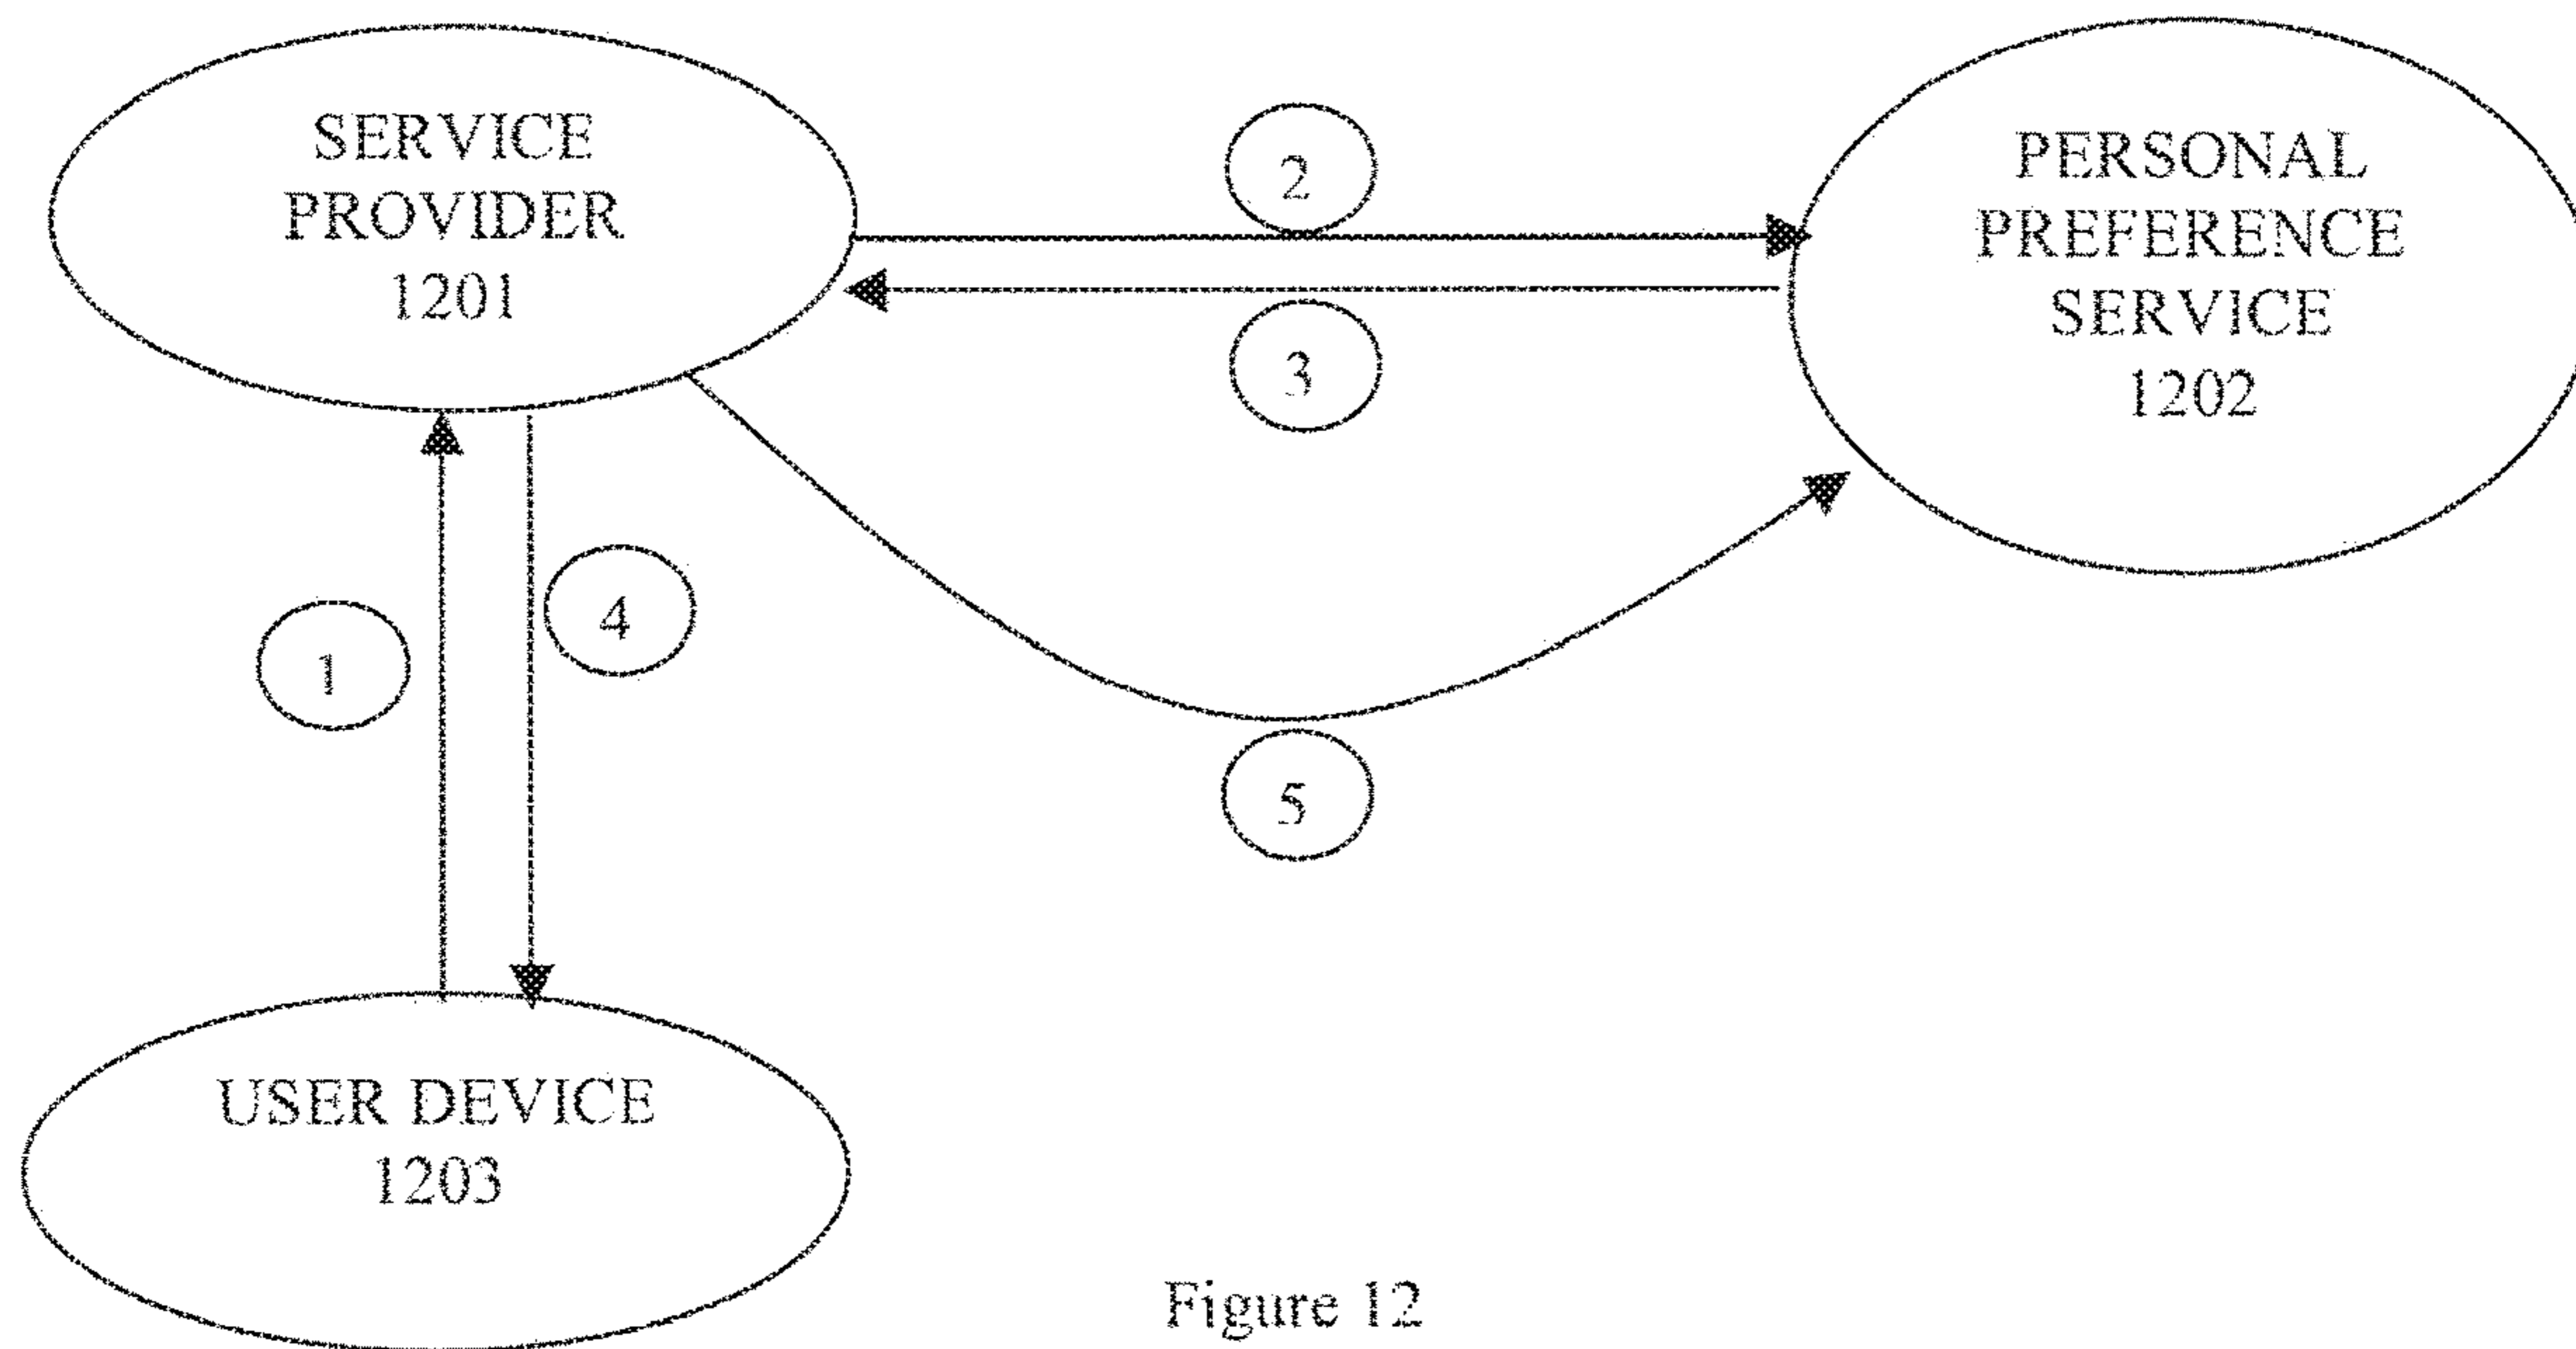 SERVICE
PROVIDER
1201
2
PERSONAL
PREFERENCE
SERVICE
1202
3
1
4
5
USER DEVICE
1203
Figure 12